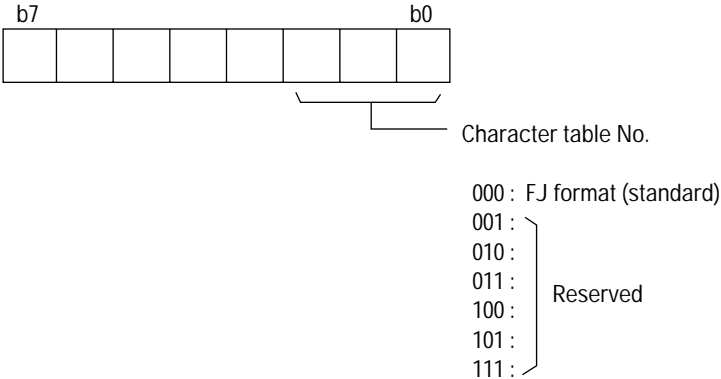 b7 b0
Character table No.
000 : FJ format (standard)
001 :
010 :
011 :
Reserved
100 :
101 :
111 :